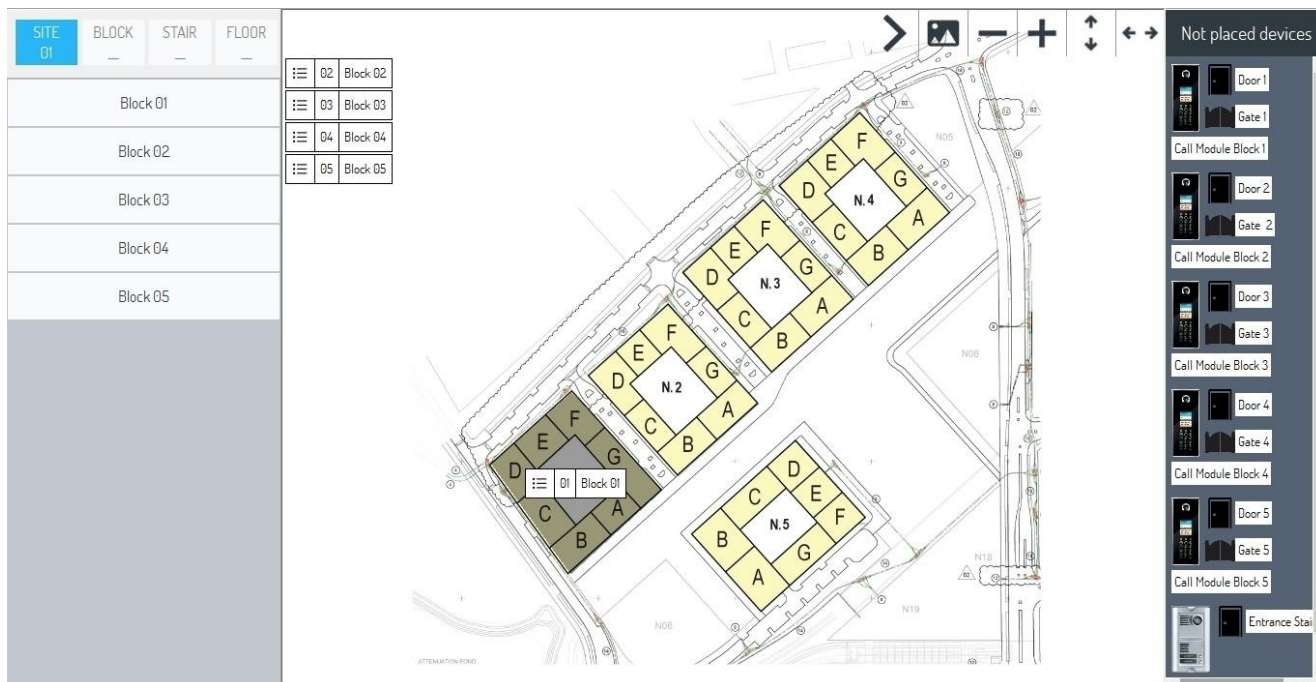 SITE
01
BLOCK
—
STAIR
—
FLOOR
—
Block 01
Block 02
Block 03
Block 04
Block 05
02 Block 02
03 Block 03
04 Block 04
05 Block 05
N05
F
E G
D N. 4 A
C B
F
E G
D N. 3 A
C B
F
E G
D N. 2 A
C B
F
E G
D
01 Block 01
C A
B
D
C E
N. 5 F
B G
A
N06
N08
N18
N19
02
02
02
ATTENUATION POND
Not placed devices
Door 1
Gate 1
Call Module Block 1
Door 2
Gate 2
Call Module Block 2
Door 3
Gate 3
Call Module Block 3
Door 4
Gate 4
Call Module Block 4
Door 5
Gate 5
Call Module Block 5
Entrance Stai